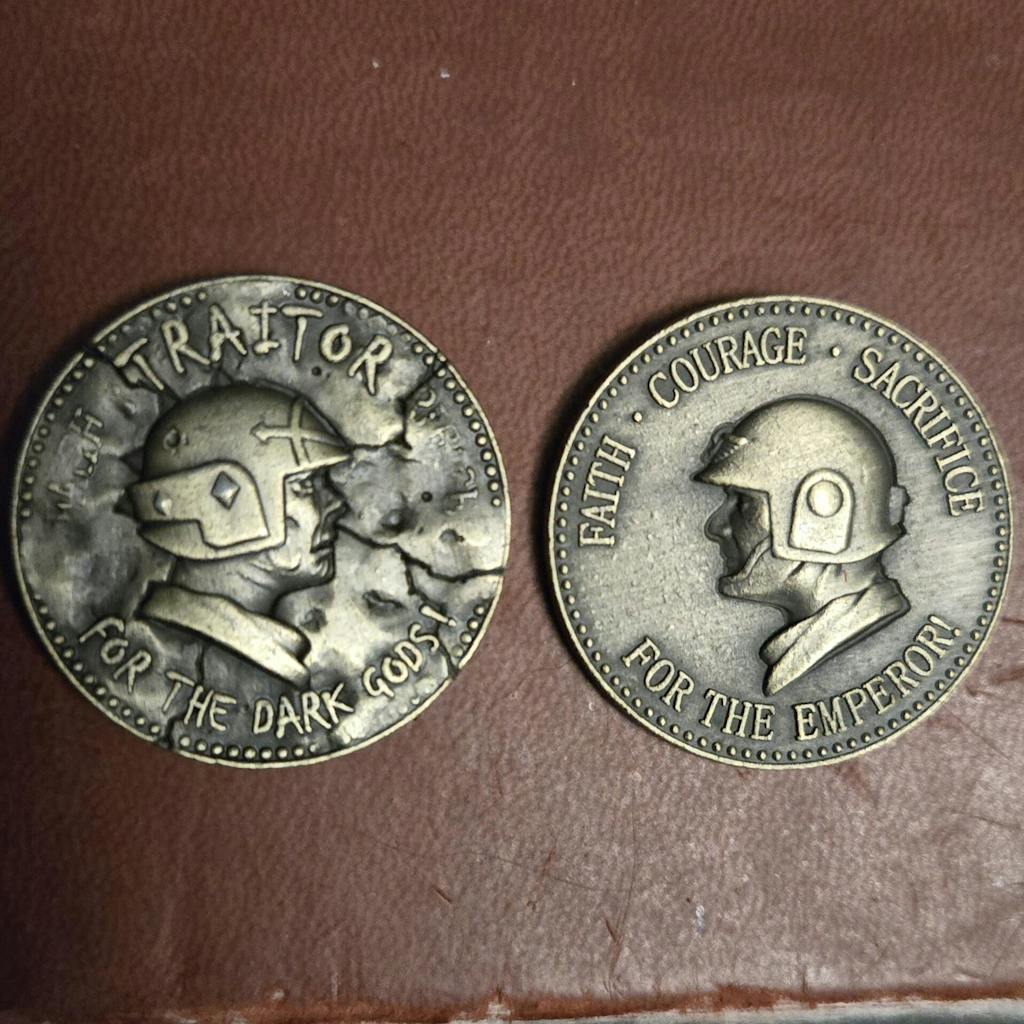 TRAITOR
FOR THE DARK GODS!
FAITH · COURAGE · SACRIFICE
FOR THE EMPEROR!